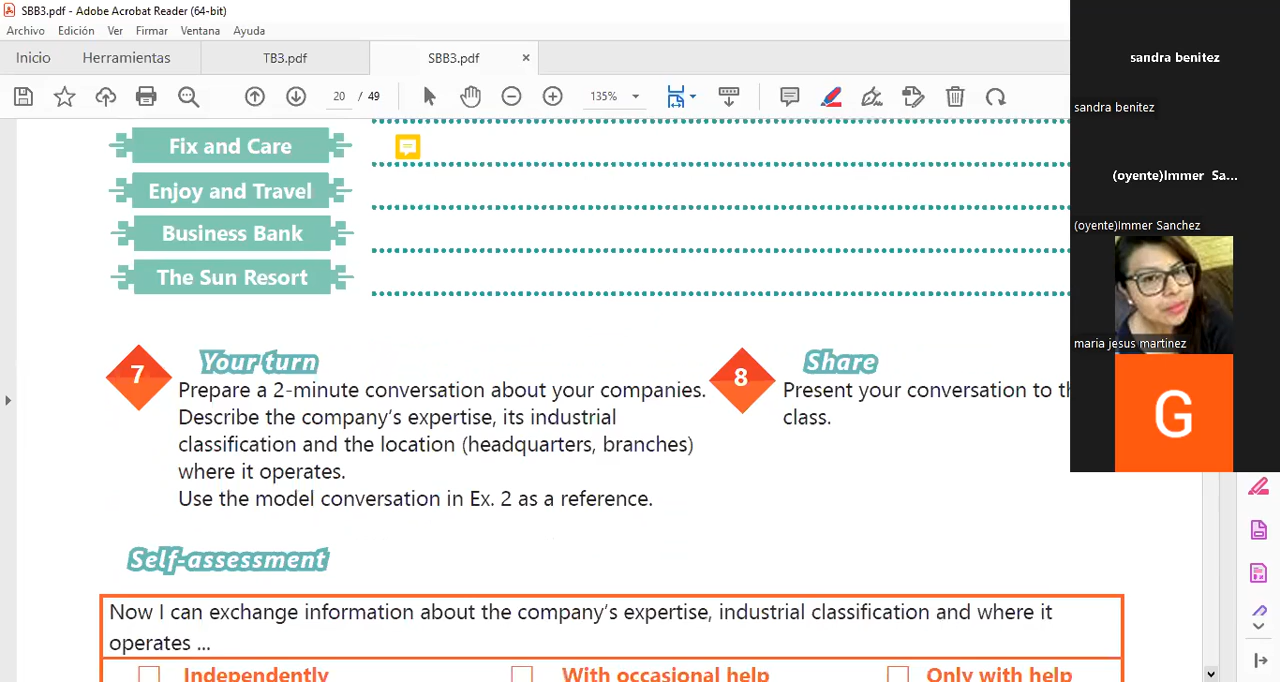 SBB3.pdf - Adobe Acrobat Reader (64-bit)
Archivo Edición Ver Firmar Ventana Ayuda
Inicio Herramientas TB3.pdf SBB3.pdf ×
20 / 49 135%
Fix and Care
Enjoy and Travel
Business Bank
The Sun Resort
7 Your turn
Prepare a 2-minute conversation about your companies.
Describe the company's expertise, its industrial
classification and the location (headquarters, branches)
where it operates.
Use the model conversation in Ex. 2 as a reference.
8 Share
Present your conversation to
class.
Self-assessment
Now I can exchange information about the company's expertise, industrial classification and where it
operates ...
Independently With occasional help Only with help
sandra benitez
sandra benitez
(oyente)Immer Sa...
(oyente)Immer Sanchez
maria jesus martinez
G